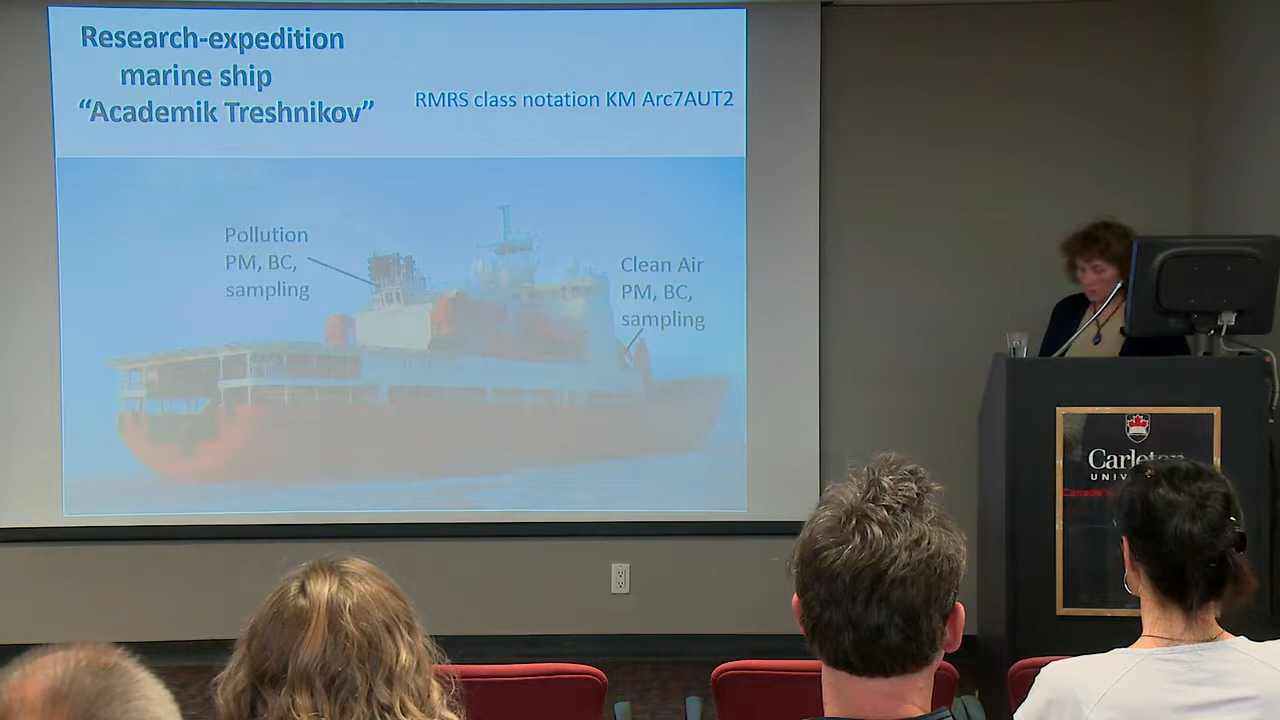 Research-expedition
marine ship
“Academik Treshnikov”
RMRS class notation KM Arc7AUT2
Pollution
PM, BC,
sampling
Clean Air
PM, BC,
sampling
Carleton
Canada's